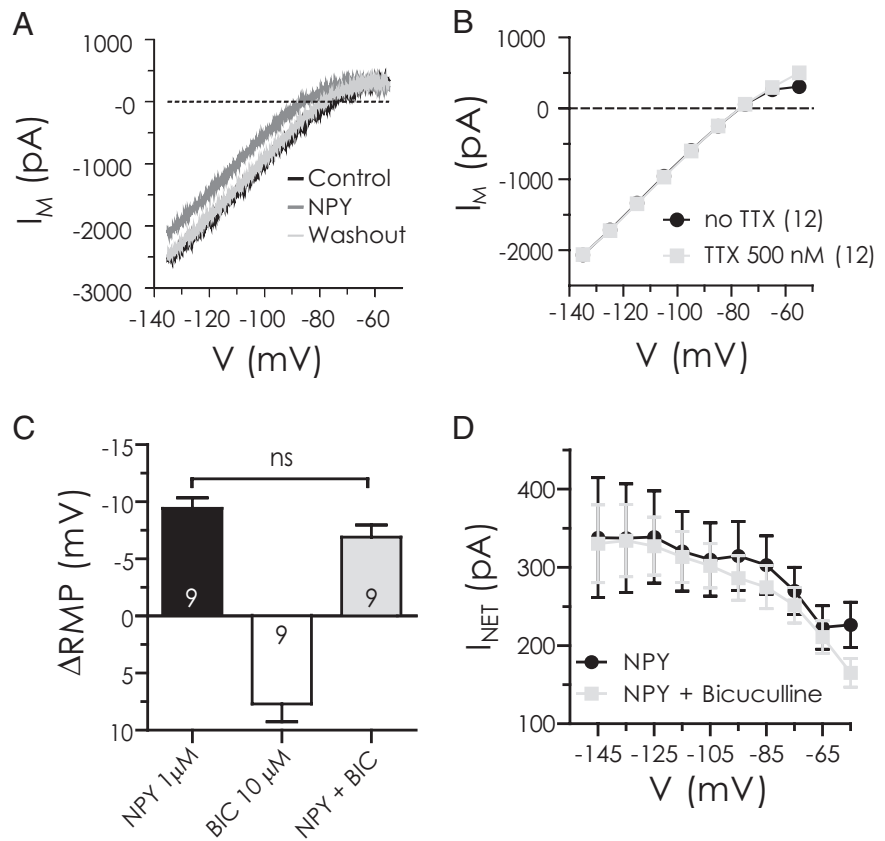 A
1000
-0
-1000
-2000
-3000
I_M (pA)
Control
NPY
Washout
-140 -120 -100 -80 -60
V (mV)
B
1000
0
-1000
-2000
I_M (pA)
no TTX (12)
TTX 500 nM (12)
-140 -120 -100 -80 -60
V (mV)
C
-15
-10
-5
0
5
10
ΔRMP (mV)
ns
9
9
9
NPY 1μM
BIC 10 μM
NPY + BIC
D
400
300
200
100
I_NET (pA)
NPY
NPY + Bicuculline
-145 -125 -105 -85 -65
V (mV)